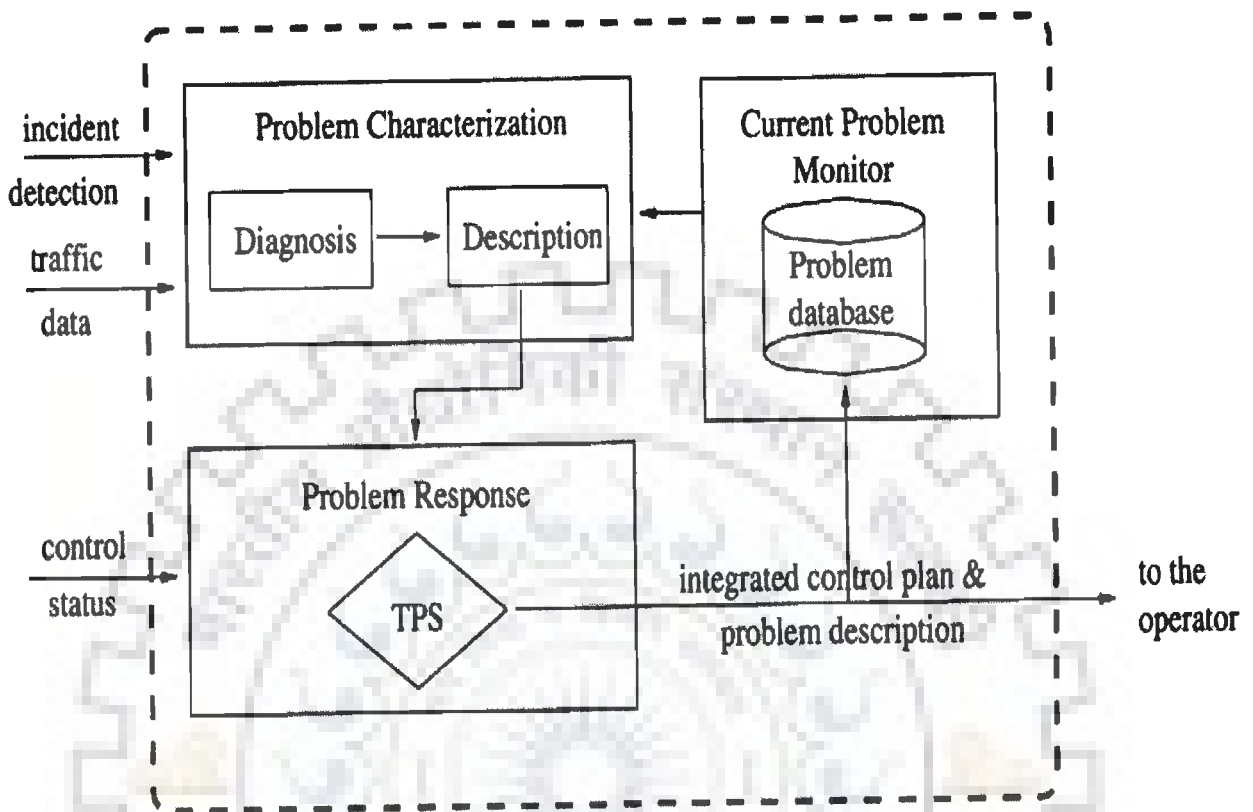 incident
detection
traffic
data
Problem Characterization
Diagnosis
Description
Current Problem
Monitor
Problem
database
control
status
Problem Response
TPS
integrated control plan &
problem description
to the
operator